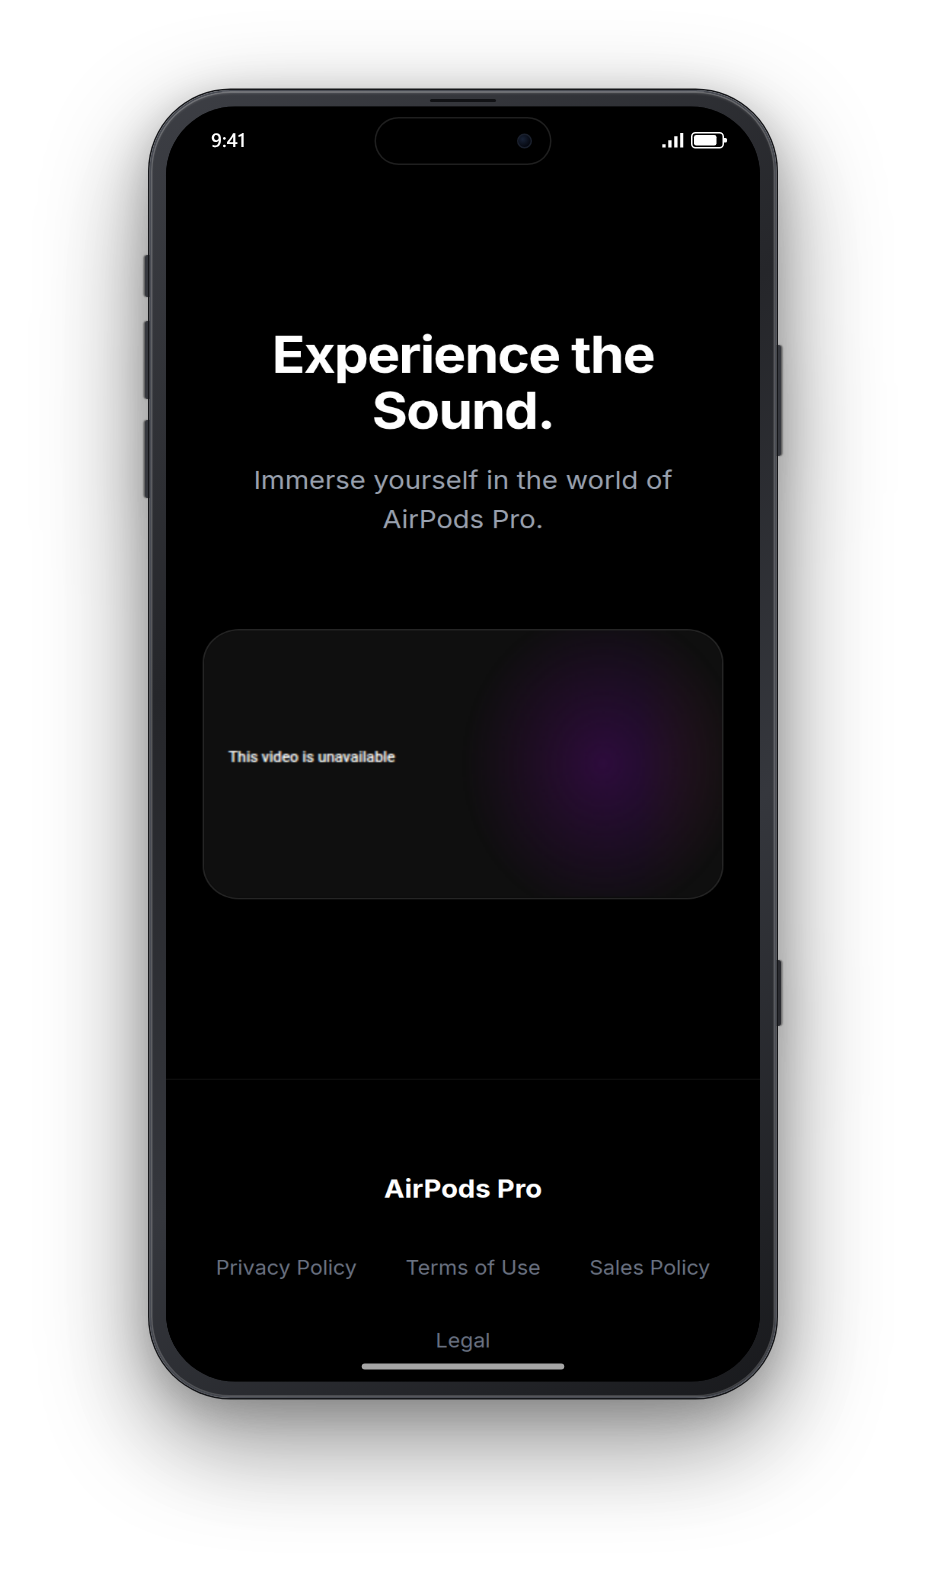 9:41
Experience the
Sound.
Immerse yourself in the world of
AirPods Pro.
This video is unavailable
AirPods Pro
Privacy Policy Terms of Use Sales Policy
Legal